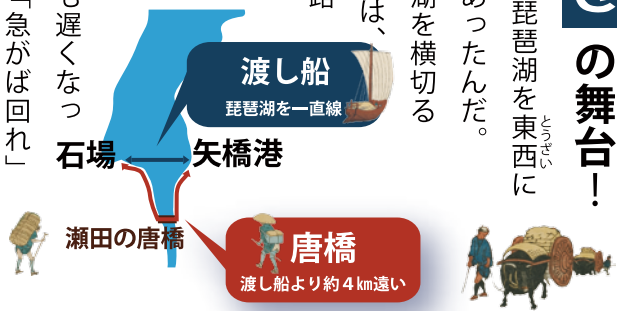 の舞台！
琵琶湖を東西に
とうざい
あったんだ。
湖を横切る
は、
路
も遅くなっ
「急がば回れ」
渡し船
琵琶湖を一直線
石場
矢橋港
瀬田の唐橋
唐橋
渡し船より約４㎞遠い